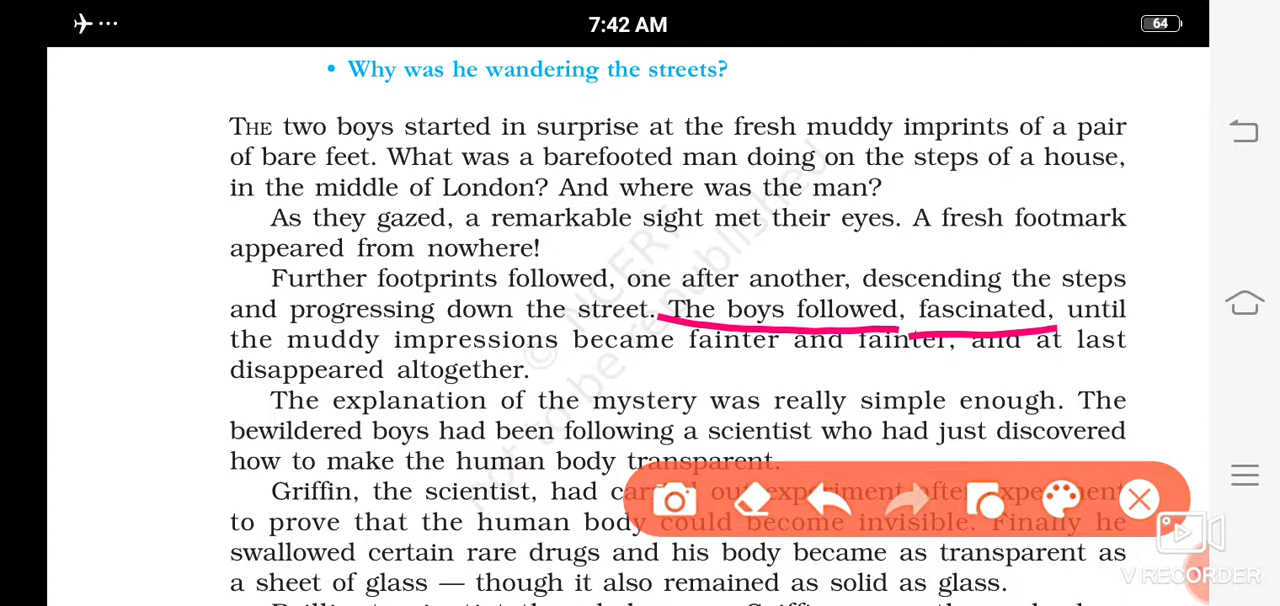 7:42 AM
64
• Why was he wandering the streets?
THE two boys started in surprise at the fresh muddy imprints of a pair
of bare feet. What was a barefooted man doing on the steps of a house,
in the middle of London? And where was the man?
As they gazed, a remarkable sight met their eyes. A fresh footmark
appeared from nowhere!
Further footprints followed, one after another, descending the steps
and progressing down the street. The boys followed, fascinated, until
the muddy impressions became fainter and fainter, and at last
disappeared altogether.
The explanation of the mystery was really simple enough. The
bewildered boys had been following a scientist who had just discovered
how to make the human body transparent.
Griffin, the scientist, had carried out experiment after experiment
to prove that the human body could become invisible. Finally he
swallowed certain rare drugs and his body became as transparent as
a sheet of glass — though it also remained as solid as glass.
© NCERT
not to be republished
V RECORDER